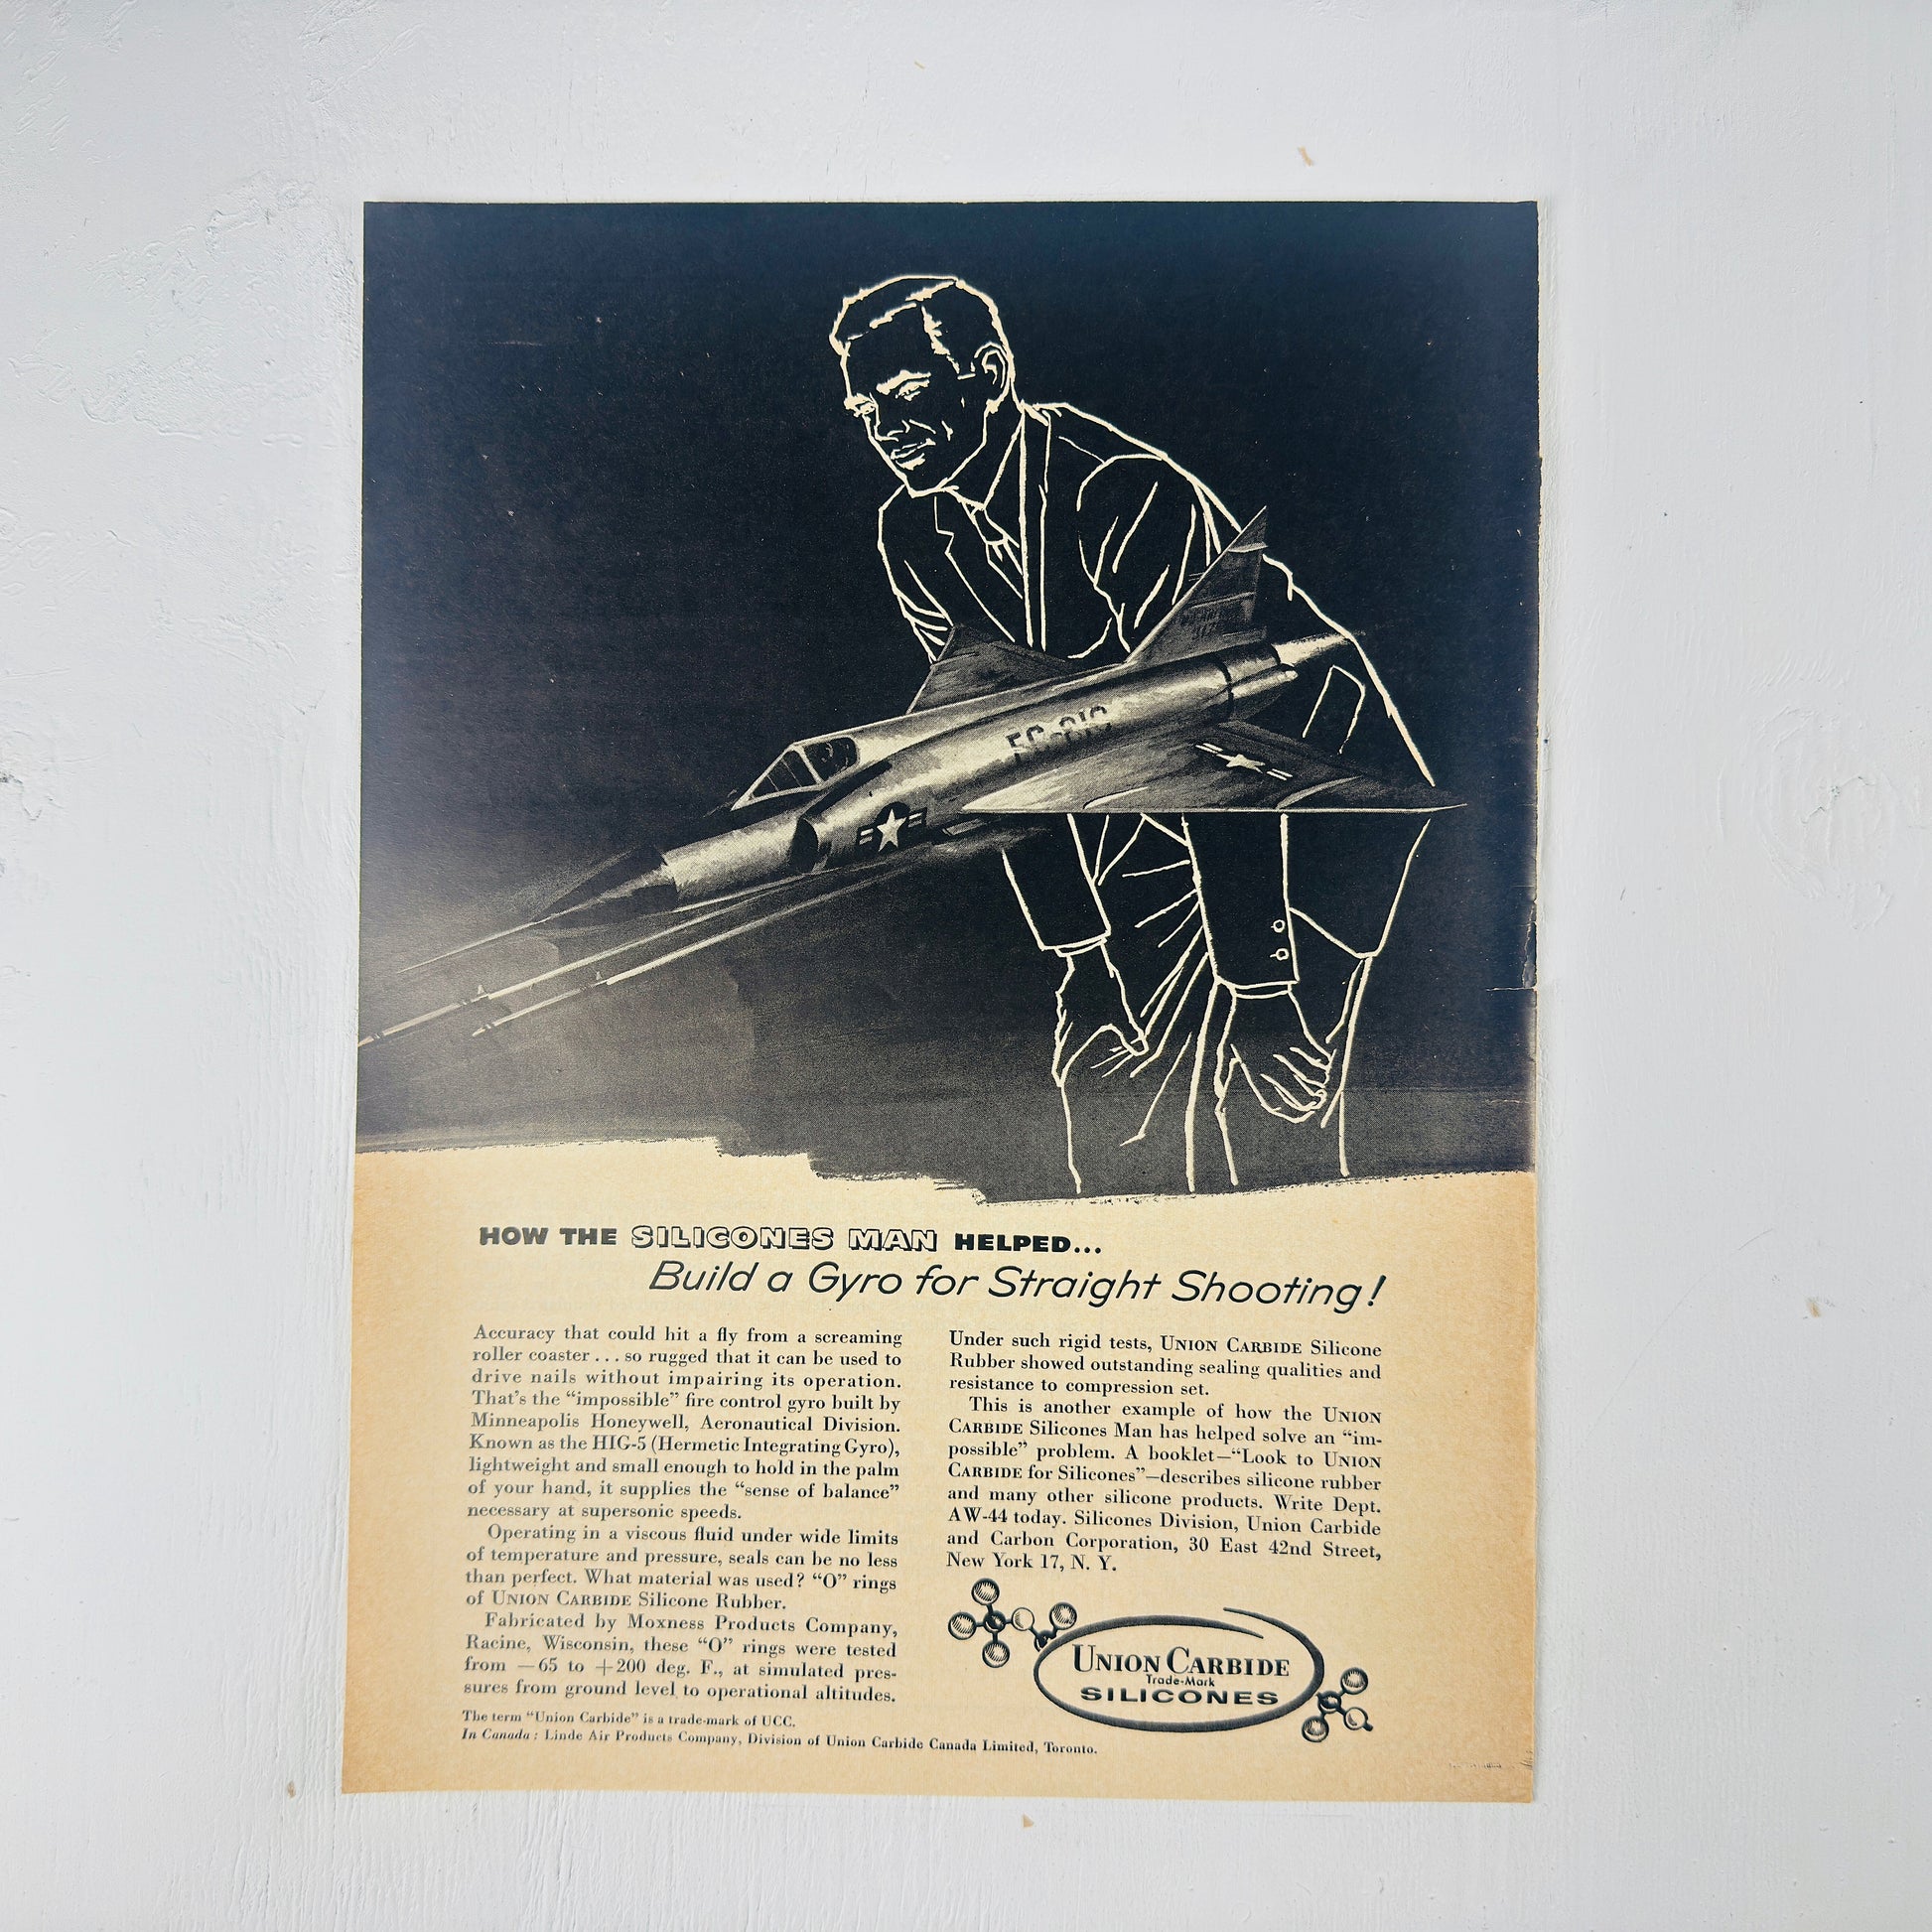 HOW THE SILICONES MAN HELPED...
Build a Gyro for Straight Shooting!
Accuracy that could hit a fly from a screaming
roller coaster . . . so rugged that it can be used to
drive nails without impairing its operation.
That's the "impossible" fire control gyro built by
Minneapolis Honeywell, Aeronautical Division.
Known as the HIG-5 (Hermetic Integrating Gyro),
lightweight and small enough to hold in the palm
of your hand, it supplies the "sense of balance"
necessary at supersonic speeds.
Operating in a viscous fluid under wide limits
of temperature and pressure, seals can be no less
than perfect. What material was used? "O" rings
of UNION CARBIDE Silicone Rubber.
Fabricated by Moxness Products Company,
Racine, Wisconsin, these "O" rings were tested
from —65 to +200 deg. F., at simulated pres-
sures from ground level to operational altitudes.
Under such rigid tests, UNION CARBIDE Silicone
Rubber showed outstanding sealing qualities and
resistance to compression set.
This is another example of how the UNION
CARBIDE Silicones Man has helped solve an "im-
possible" problem. A booklet—"Look to UNION
CARBIDE for Silicones"—describes silicone rubber
and many other silicone products. Write Dept.
AW-44 today. Silicones Division, Union Carbide
and Carbon Corporation, 30 East 42nd Street,
New York 17, N. Y.
UNION CARBIDE
Trade-Mark
SILICONES
The term "Union Carbide" is a trade-mark of UCC.
In Canada: Linde Air Products Company, Division of Union Carbide Canada Limited, Toronto.